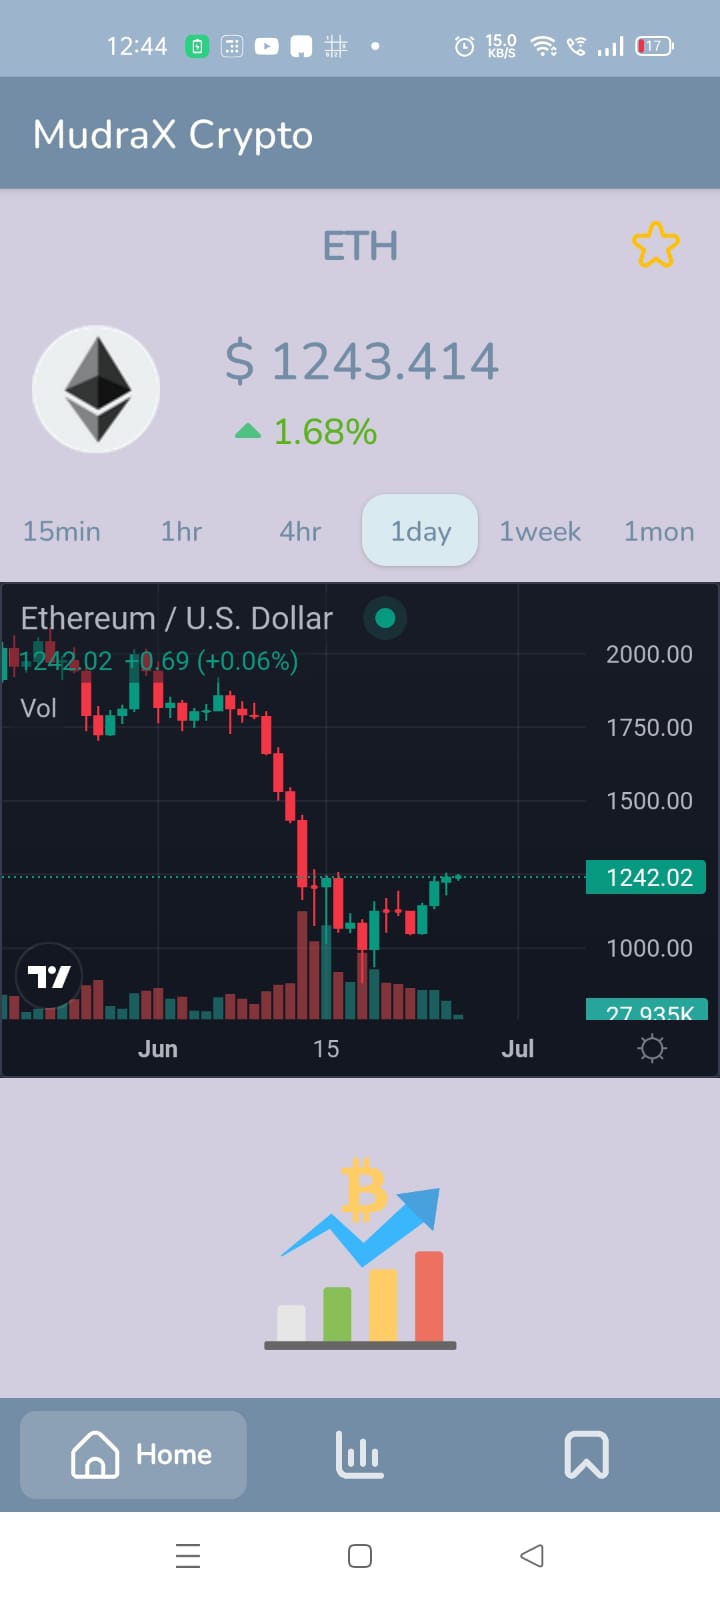 12:44 15.0 KB/S 17
MudraX Crypto
ETH
$ 1243.414
1.68%
15min 1hr 4hr 1day 1week 1mon
Ethereum / U.S. Dollar
2000.00
1242.02 +0.69 (+0.06%)
Vol
1750.00
1500.00
1242.02
1000.00
27.935K
Jun 15 Jul
Home